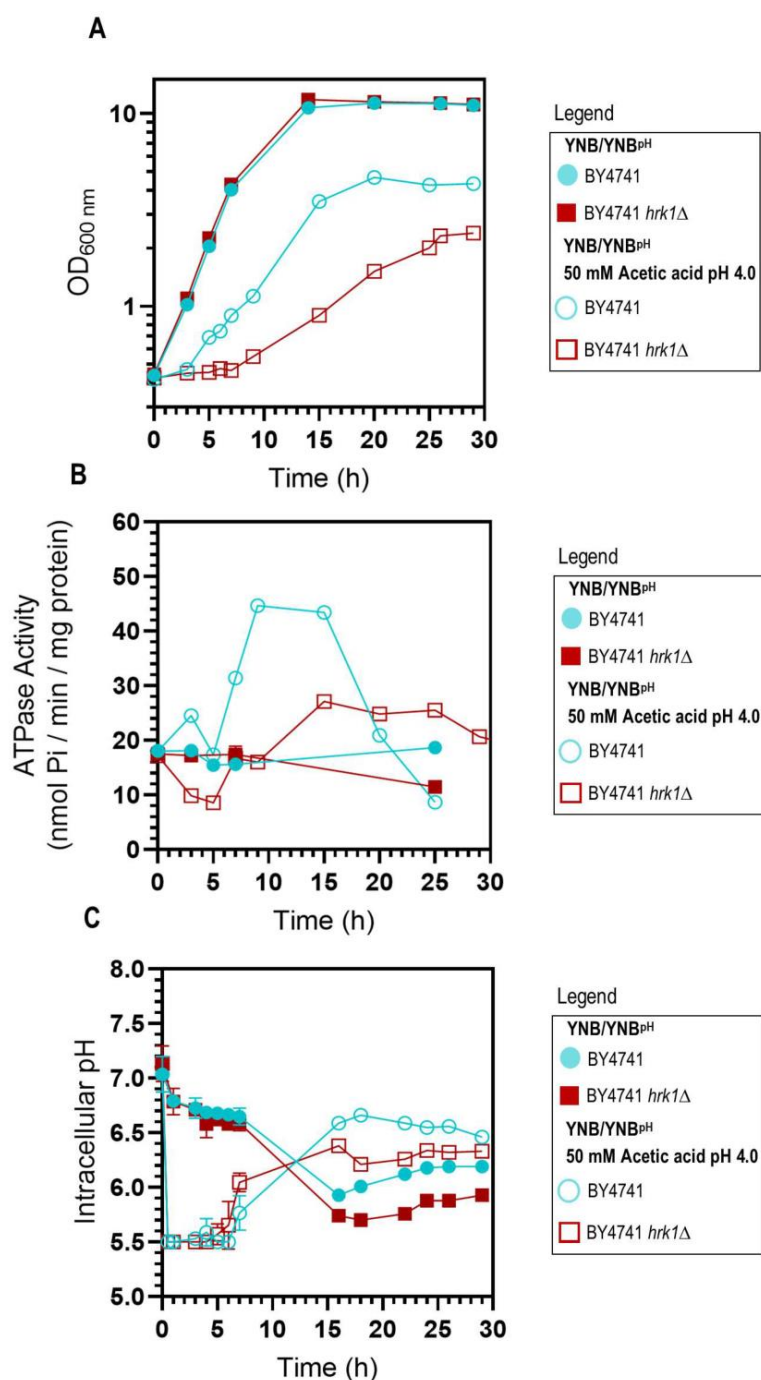 A
10
1
OD600 nm
0 5 10 15 20 25 30
Time (h)
Legend
YNB/YNBpH
BY4741
BY4741 hrk1Δ
YNB/YNBpH
50 mM Acetic acid pH 4.0
BY4741
BY4741 hrk1Δ
B
60
50
40
30
20
10
0
ATPase Activity
(nmol Pi / min / mg protein)
0 5 10 15 20 25 30
Time (h)
Legend
YNB/YNBpH
BY4741
BY4741 hrk1Δ
YNB/YNBpH
50 mM Acetic acid pH 4.0
BY4741
BY4741 hrk1Δ
C
8.0
7.5
7.0
6.5
6.0
5.5
5.0
Intracellular pH
0 5 10 15 20 25 30
Time (h)
Legend
YNB/YNBpH
BY4741
BY4741 hrk1Δ
YNB/YNBpH
50 mM Acetic acid pH 4.0
BY4741
BY4741 hrk1Δ